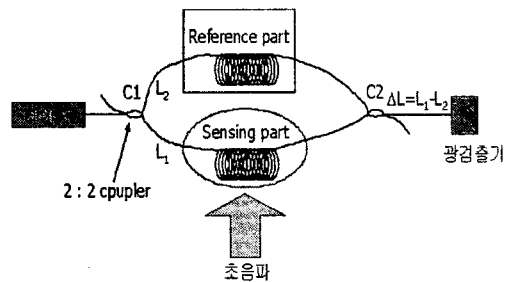 Reference part
C1
L2
C2
ΔL=L1-L2
Sensing part
L1
광검출기
2 : 2 cpupler
초음파